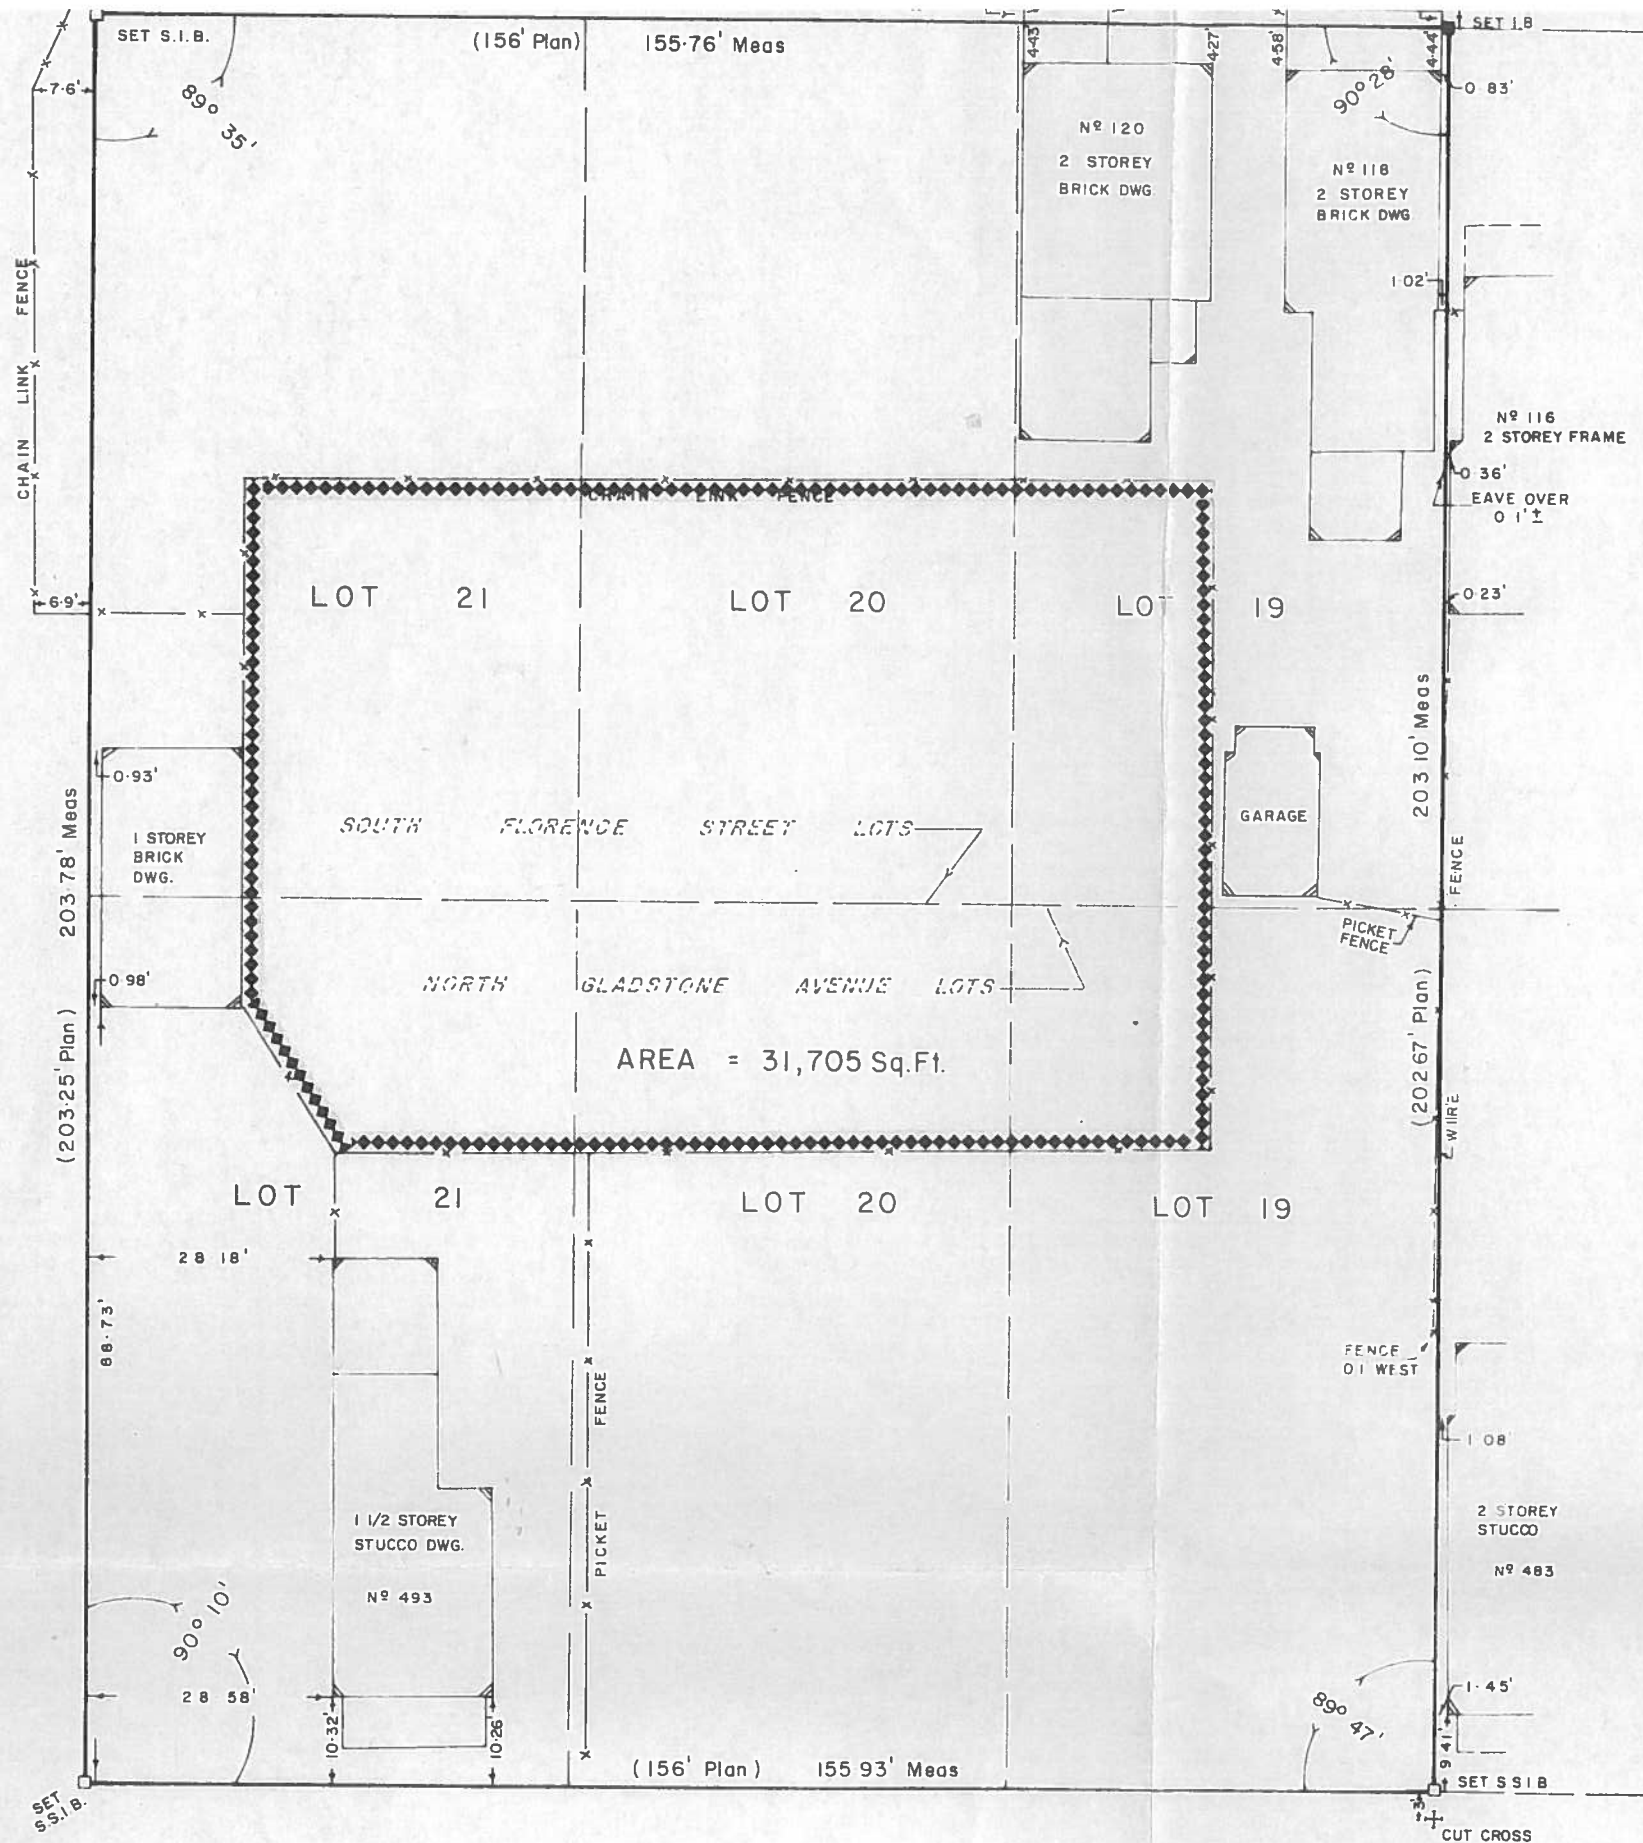 SET S.I.B.
(156' Plan) 155.76' Meas
SET I.B
4.43'
4.27'
4.58'
4.44'
7.6'
89° 35'
90° 28'
0.83'
Nº 120
2 STOREY
BRICK DWG.
Nº 118
2 STOREY
BRICK DWG.
CHAIN LINK FENCE
1.02'
Nº 116
2 STOREY FRAME
0.36'
EAVE OVER
0.1' ±
CHAIN LINK FENCE
6.9'
LOT 21
LOT 20
LOT 19
0.23'
203.10' Meas
0.93'
1 STOREY
BRICK
DWG.
SOUTH FLORENCE STREET LOTS
GARAGE
203.78' Meas
FENCE
PICKET
FENCE
0.98'
NORTH GLADSTONE AVENUE LOTS
(203.25' Plan)
AREA = 31,705 Sq.Ft.
(202.67' Plan)
WIRE
LOT 21
LOT 20
LOT 19
28.18'
88.73'
FENCE
0.1 WEST
1.08'
PICKET FENCE
1 1/2 STOREY
STUCCO DWG.
Nº 493
2 STOREY
STUCCO
Nº 483
90° 10'
28.58'
10.32'
10.26'
89° 47'
1.45'
9.41'
(156' Plan) 155.93' Meas
SET
S.S.I.B.
SET S S I B
3'
CUT CROSS